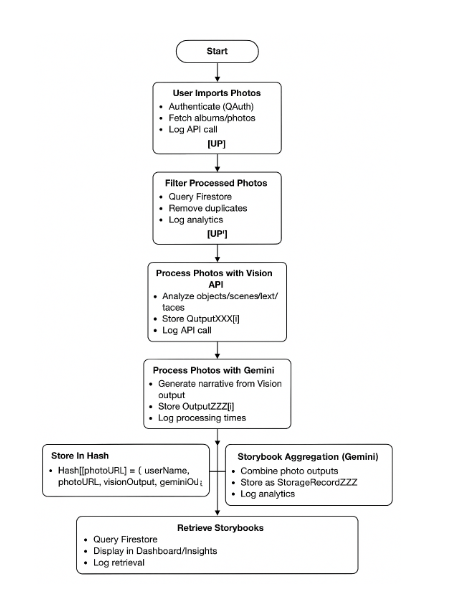 Start
User Imports Photos
• Authenticate (QAuth)
• Fetch albums/photos
• Log API call
[UP]
Filter Processed Photos
• Query Firestore
• Remove duplicates
• Log analytics
[UP']
Process Photos with Vision
API
• Analyze objects/scenes/lext/
taces
• Store QutputXXX[i]
• Log API call
Process Photos with Gemini
• Generate narrative from Vision
output
• Store OutputZZZ[i]
• Log processing times
Store In Hash
• Hash[[photoURL] = ( userName,
photoURL, visionOutput, geminiOu
Storybook Aggregation (Gemini)
• Combine photo outputs
• Store as StorageRecordZZZ
• Log analytics
Retrieve Storybooks
• Query Firestore
• Display in Dashboard/Insights
• Log retrieval